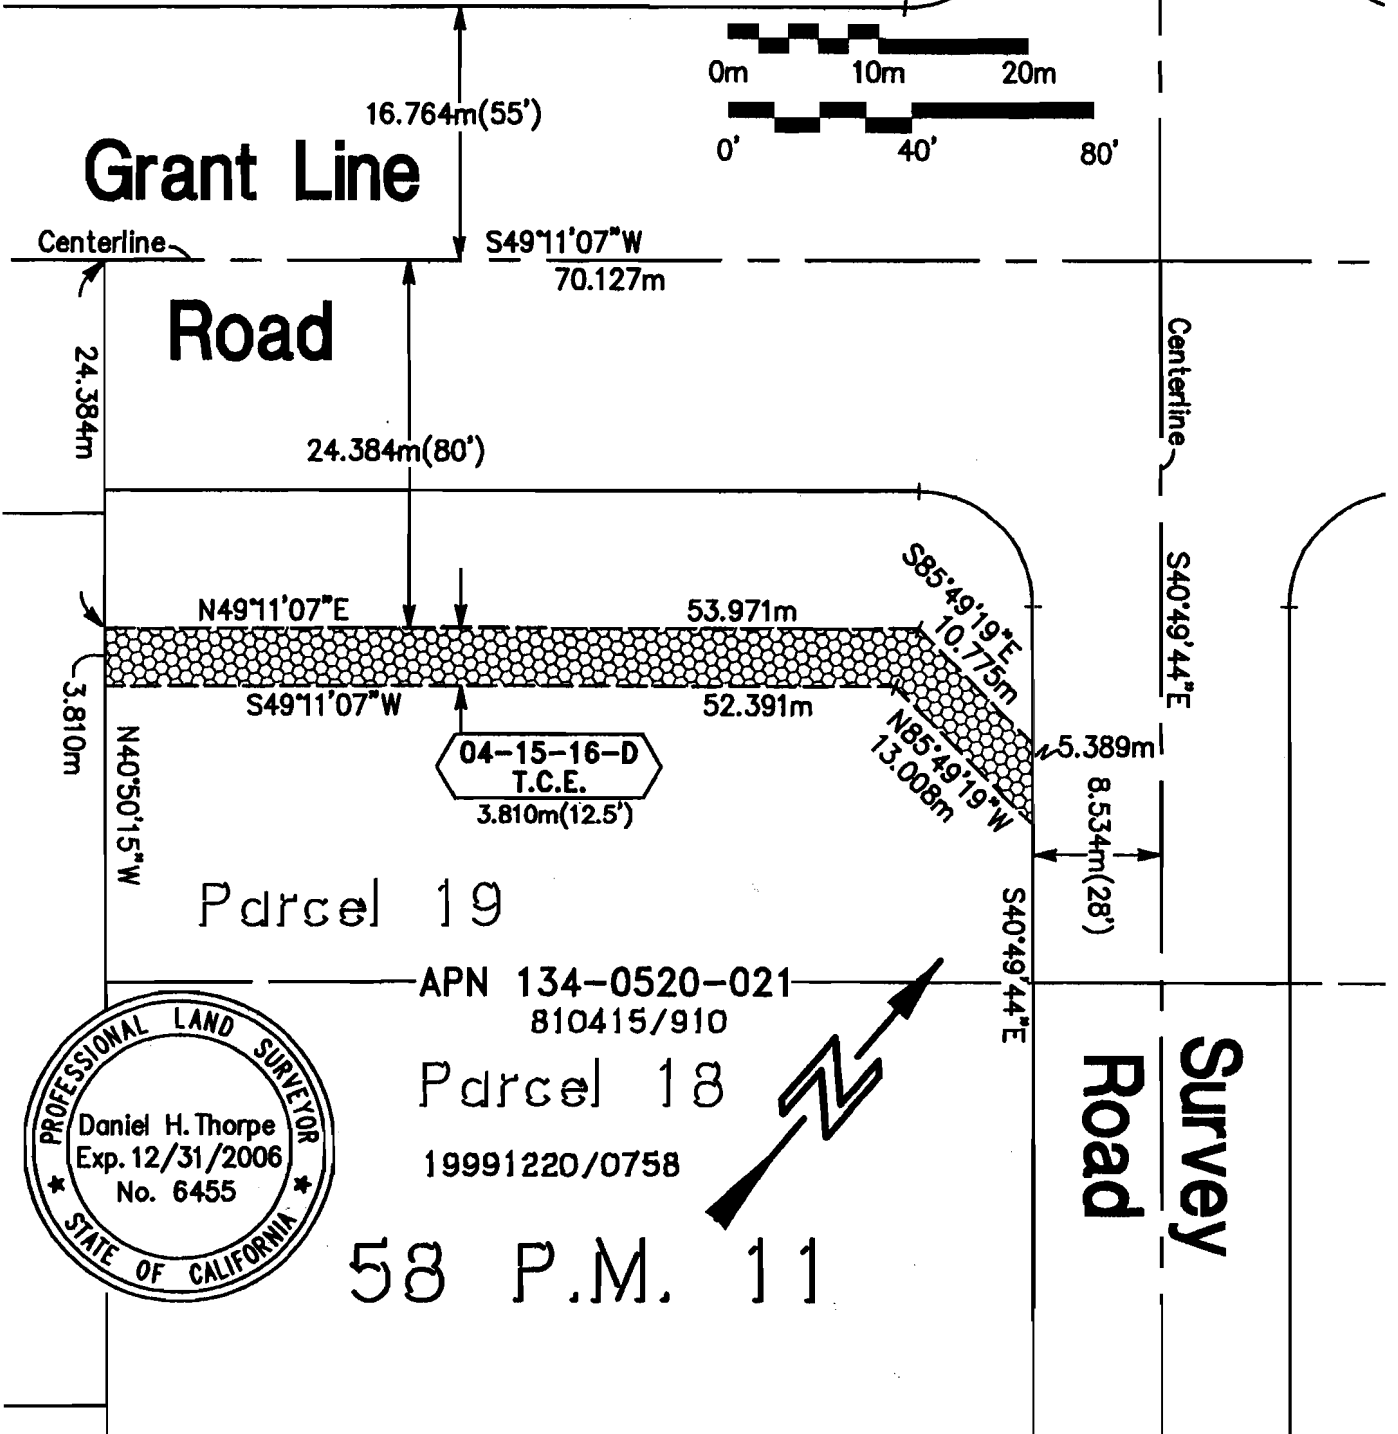 0m 10m 20m
16.764m(55')
0' 40' 80'
Grant Line
Centerline
S49°11'07"W
70.127m
Road
24.384m
Centerline
24.384m(80')
S85°49'19"E
10.775m
S40°49'44"E
N49°11'07"E
53.971m
S49°11'07"W
52.391m
3.810m
N40°50'15"W
04-15-16-D
T.C.E.
3.810m(12.5')
N85°49'19"W
13.008m
5.389m
8.534m(28')
Parcel 19
S40°49'44"E
APN 134-0520-021
810415/910
Parcel 18
19991220/0758
58 P.M. 11
PROFESSIONAL LAND SURVEYOR
Daniel H. Thorpe
Exp. 12/31/2006
No. 6455
★ STATE OF CALIFORNIA ★
N
Survey
Road